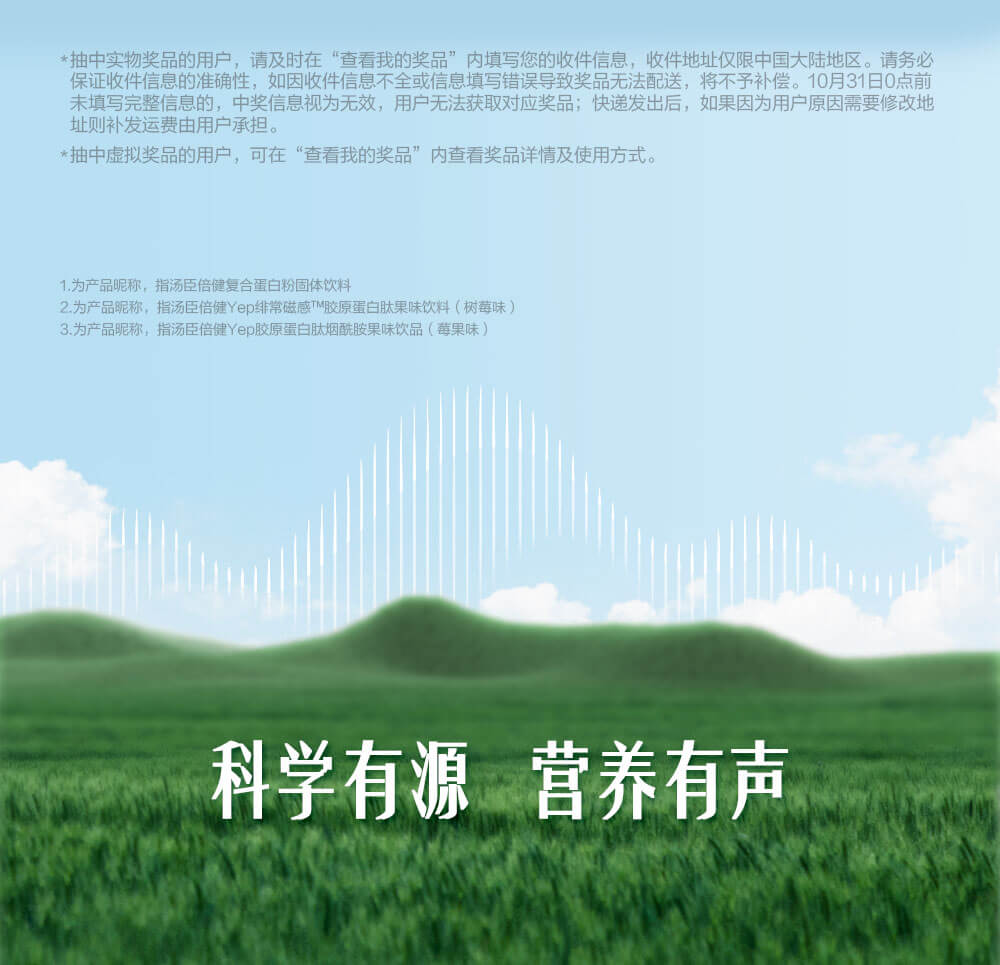 *抽中实物奖品的用户，请及时在“查看我的奖品”内填写您的收件信息，收件地址仅限中国大陆地区。请务必
保证收件信息的准确性，如因收件信息不全或信息填写错误导致奖品无法配送，将不予补偿。10月31日0点前
未填写完整信息的，中奖信息视为无效，用户无法获取对应奖品；快递发出后，如果因为用户原因需要修改地
址则补发运费由用户承担。
*抽中虚拟奖品的用户，可在“查看我的奖品”内查看奖品详情及使用方式。
1.为产品昵称，指汤臣倍健复合蛋白粉固体饮料
2.为产品昵称，指汤臣倍健Yep绯常磁感™胶原蛋白肽果味饮料（树莓味）
3.为产品昵称，指汤臣倍健Yep胶原蛋白肽烟酰胺果味饮品（莓果味）
科学有源 营养有声